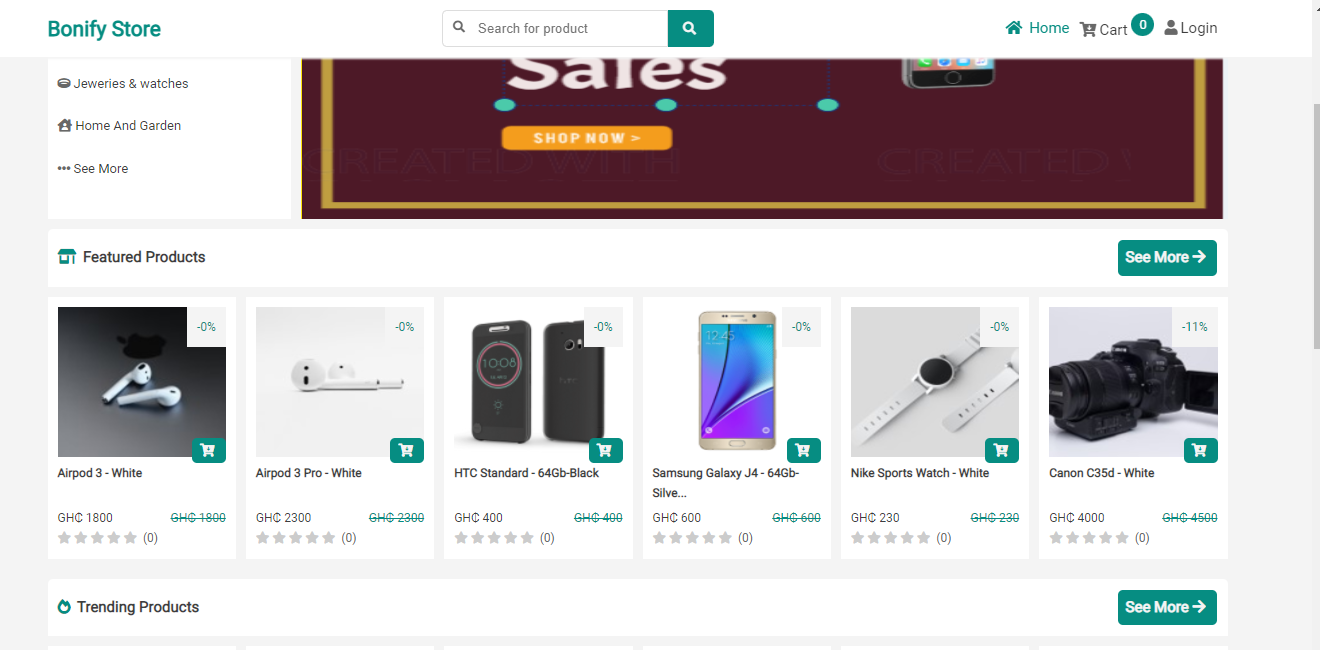 Bonify Store
Search for product
Home
Cart
0
Login
Jeweries & watches
Home And Garden
See More
Sales
SHOP NOW >
CREATED WITH
CREATED
Featured Products
See More
-0%
-0%
-0%
-0%
-0%
-11%
12:45
10:08
Airpod 3 - White
Airpod 3 Pro - White
HTC Standard - 64Gb-Black
Samsung Galaxy J4 - 64Gb-
Silve...
Nike Sports Watch - White
Canon C35d - White
GH₵ 1800
GH₵ 1800
GH₵ 2300
GH₵ 2300
GH₵ 400
GH₵ 400
GH₵ 600
GH₵ 600
GH₵ 230
GH₵ 230
GH₵ 4000
GH₵ 4500
(0)
(0)
(0)
(0)
(0)
(0)
Trending Products
See More